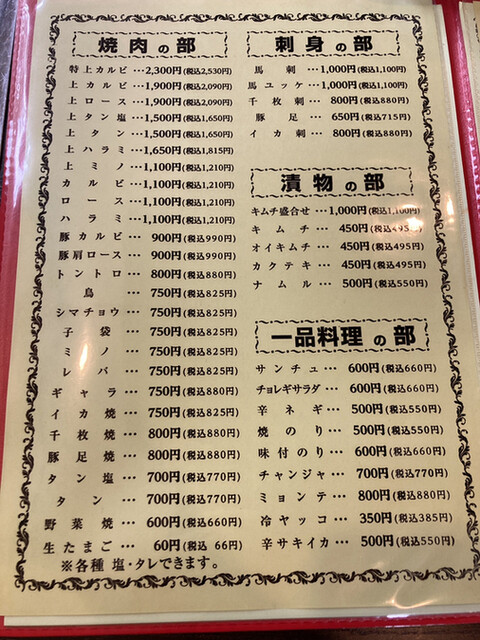 焼肉の部
特上カルビ…2,300円(税込2,530円)
上カルビ…1,900円(税込2,090円)
上ロース…1,900円(税込2,090円)
上タン塩…1,500円(税込1,650円)
上タン…1,500円(税込1,650円)
上ハラミ…1,650円(税込1,815円)
上ミノ…1,100円(税込1,210円)
カルビ…1,100円(税込1,210円)
ロース…1,100円(税込1,210円)
ハラミ…1,100円(税込1,210円)
豚カルビ…900円(税込990円)
豚肩ロース…900円(税込990円)
トントロ…800円(税込880円)
鳥…750円(税込825円)
シマチョウ…750円(税込825円)
子袋…750円(税込825円)
ミノ…750円(税込825円)
レバ…750円(税込825円)
ギャラ…750円(税込880円)
イカ焼…750円(税込825円)
千枚焼…800円(税込880円)
豚足焼…800円(税込880円)
タン塩…700円(税込770円)
タン…700円(税込770円)
野菜焼…600円(税込660円)
生たまご…60円(税込 66円)
※各種 塩・タレできます。
刺身の部
馬刺…1,000円(税込1,100円)
馬ユッケ…1,000円(税込1,100円)
千枚刺…800円(税込880円)
豚足…650円(税込715円)
イカ刺…800円(税込880円)
漬物の部
キムチ盛合せ…1,000円(税込1,100円)
キムチ…450円(税込495円)
オイキムチ…450円(税込495円)
カクテキ…450円(税込495円)
ナムル…500円(税込550円)
一品料理の部
サンチュ…600円(税込660円)
チョレギサラダ…600円(税込660円)
辛ネギ…500円(税込550円)
焼のり…500円(税込550円)
味付のり…600円(税込660円)
チャンジャ…700円(税込770円)
ミョンテ…800円(税込880円)
冷ヤッコ…350円(税込385円)
辛サキイカ…500円(税込550円)